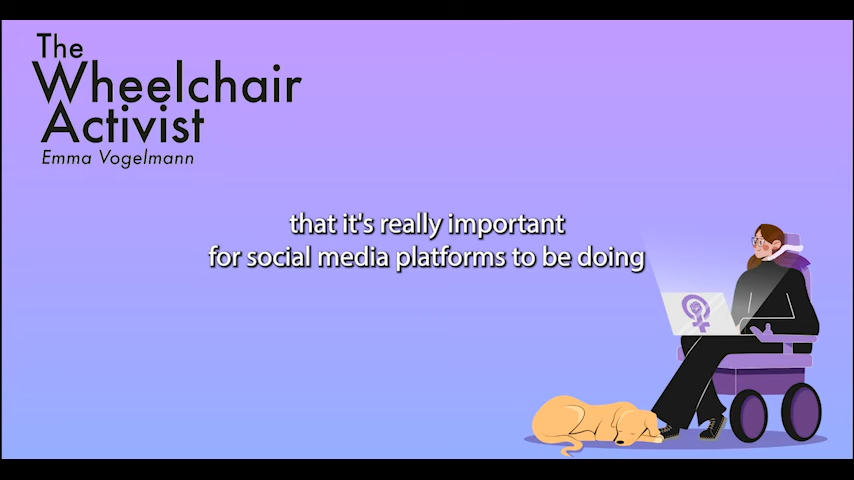 The
Wheelchair
Activist
Emma Vogelmann
that it's really important
for social media platforms to be doing